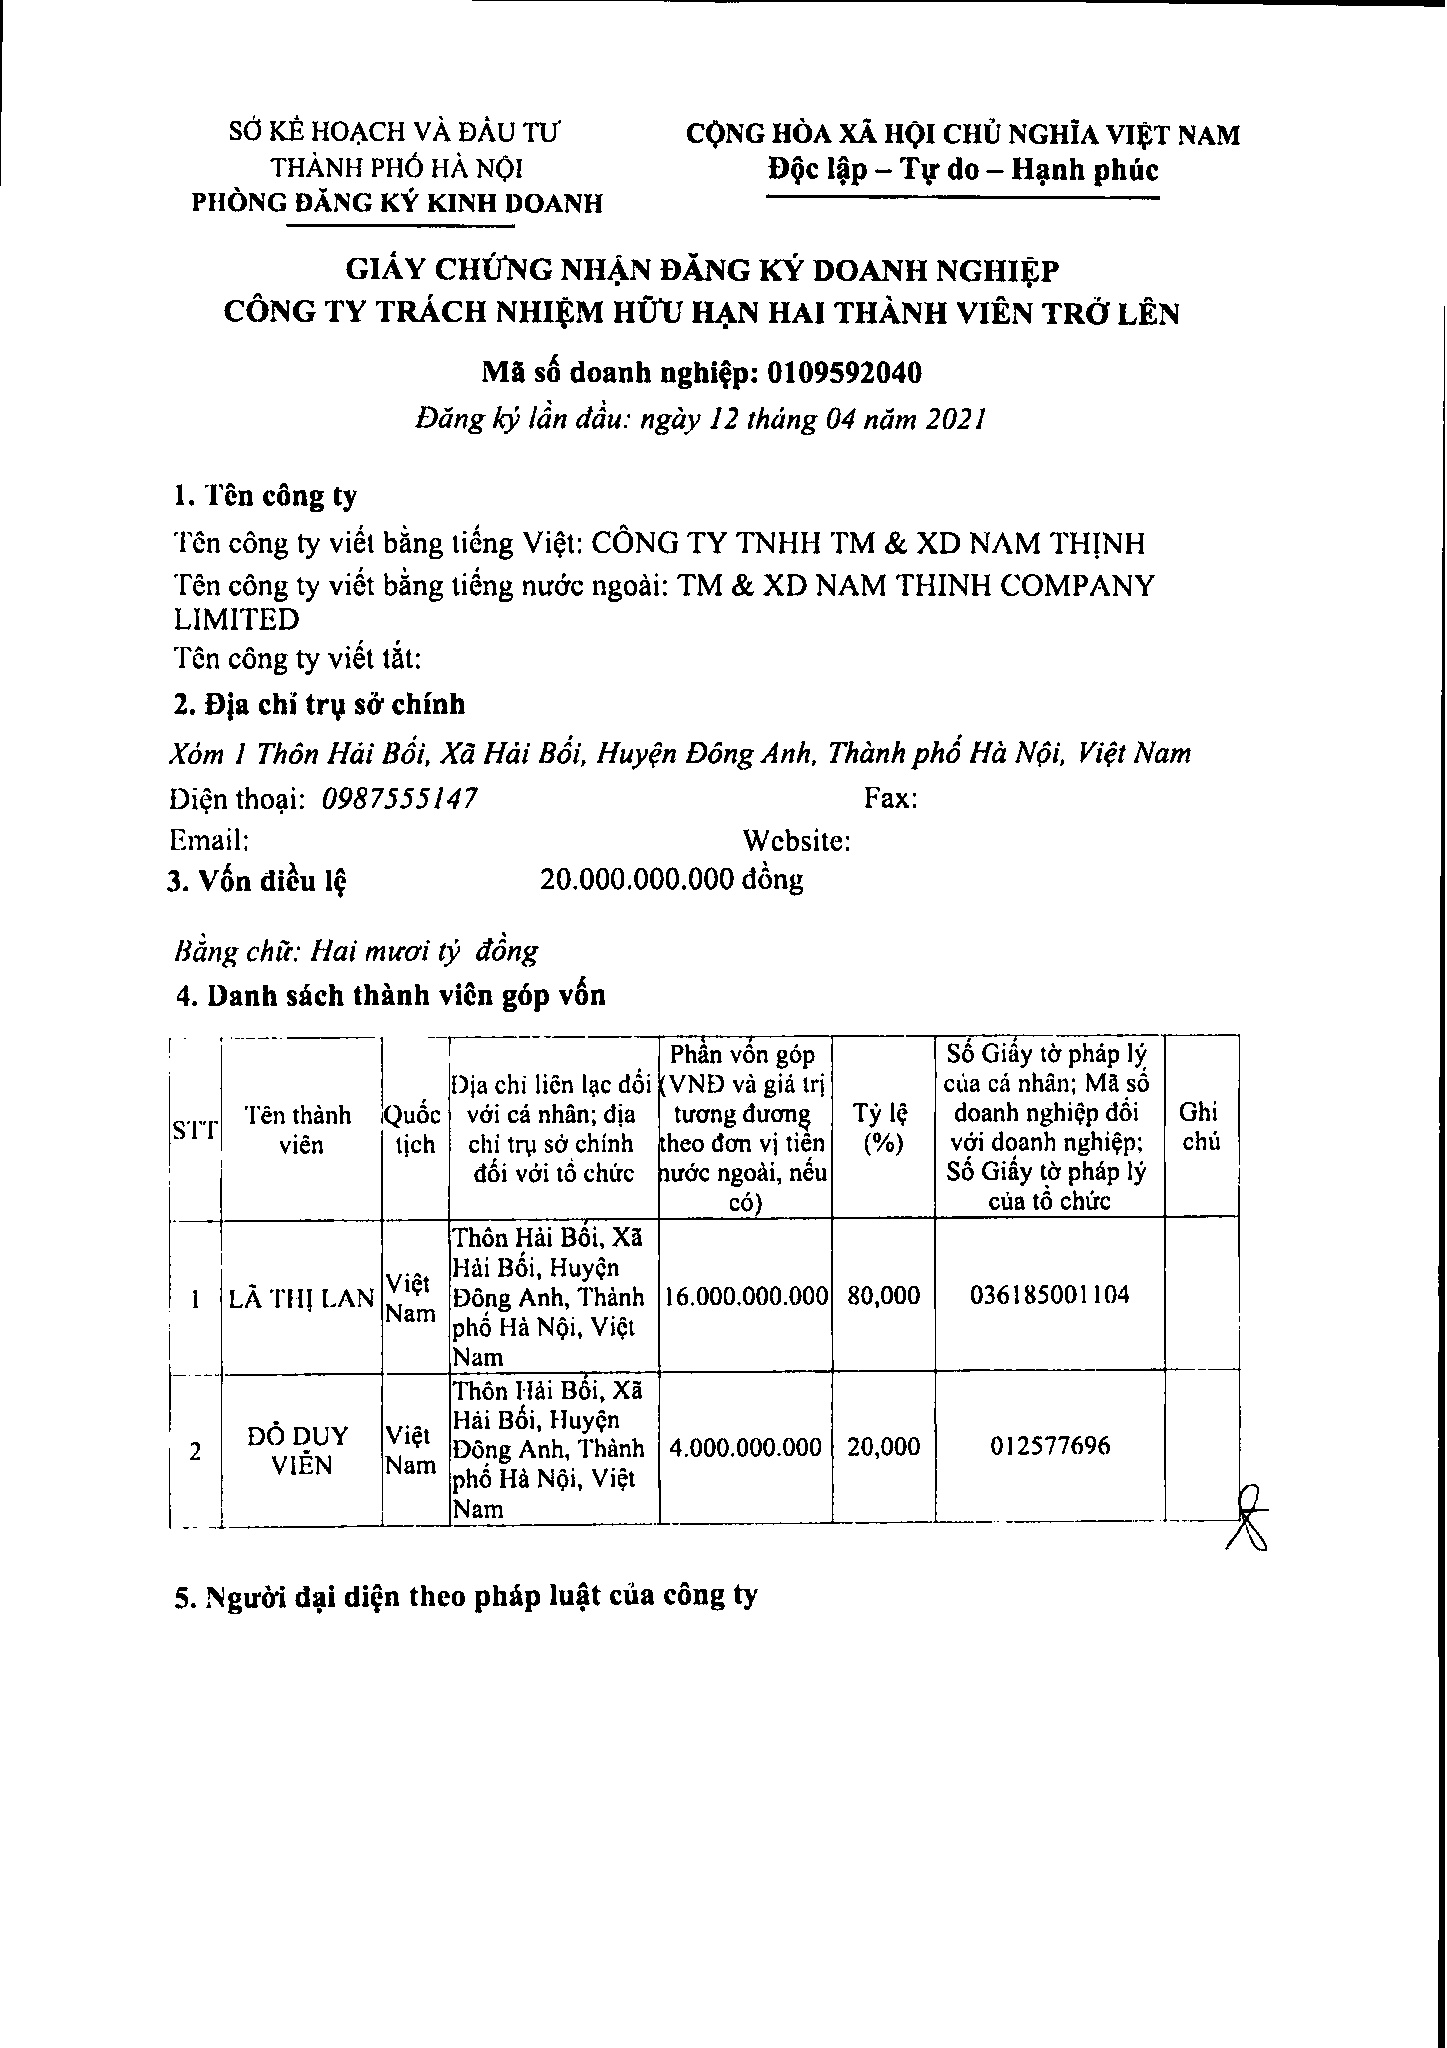 SỞ KẾ HOẠCH VÀ ĐẦU TƯ
THÀNH PHỐ HÀ NỘI
PHÒNG ĐĂNG KÝ KINH DOANH
CỘNG HÒA XÃ HỘI CHỦ NGHĨA VIỆT NAM
Độc lập – Tự do – Hạnh phúc
GIẤY CHỨNG NHẬN ĐĂNG KÝ DOANH NGHIỆP
CÔNG TY TRÁCH NHIỆM HỮU HẠN HAI THÀNH VIÊN TRỞ LÊN
Mã số doanh nghiệp: 0109592040
Đăng ký lần đầu: ngày 12 tháng 04 năm 2021
1. Tên công ty
Tên công ty viết bằng tiếng Việt: CÔNG TY TNHH TM & XD NAM THỊNH
Tên công ty viết bằng tiếng nước ngoài: TM & XD NAM THINH COMPANY
LIMITED
Tên công ty viết tắt:
2. Địa chỉ trụ sở chính
Xóm 1 Thôn Hải Bối, Xã Hải Bối, Huyện Đông Anh, Thành phố Hà Nội, Việt Nam
Điện thoại: 0987555147 Fax:
Email: Website:
3. Vốn điều lệ 20.000.000.000 đồng
Bằng chữ: Hai mươi tỷ đồng
4. Danh sách thành viên góp vốn
STT
Tên thành
viên
Quốc
tịch
Địa chỉ liên lạc đối
với cá nhân; địa
chỉ trụ sở chính
đối với tổ chức
Phần vốn góp
(VNĐ và giá trị
tương đương
theo đơn vị tiền
nước ngoài, nếu
có)
Tỷ lệ
(%)
Số Giấy tờ pháp lý
của cá nhân; Mã số
doanh nghiệp đối
với doanh nghiệp;
Số Giấy tờ pháp lý
của tổ chức
Ghi
chú
1
LÃ THỊ LAN
Việt
Nam
Thôn Hải Bối, Xã
Hải Bối, Huyện
Đông Anh, Thành
phố Hà Nội, Việt
Nam
16.000.000.000
80,000
036185001104
2
ĐỖ DUY
VIỄN
Việt
Nam
Thôn Hải Bối, Xã
Hải Bối, Huyện
Đông Anh, Thành
phố Hà Nội, Việt
Nam
4.000.000.000
20,000
012577696
5. Người đại diện theo pháp luật của công ty